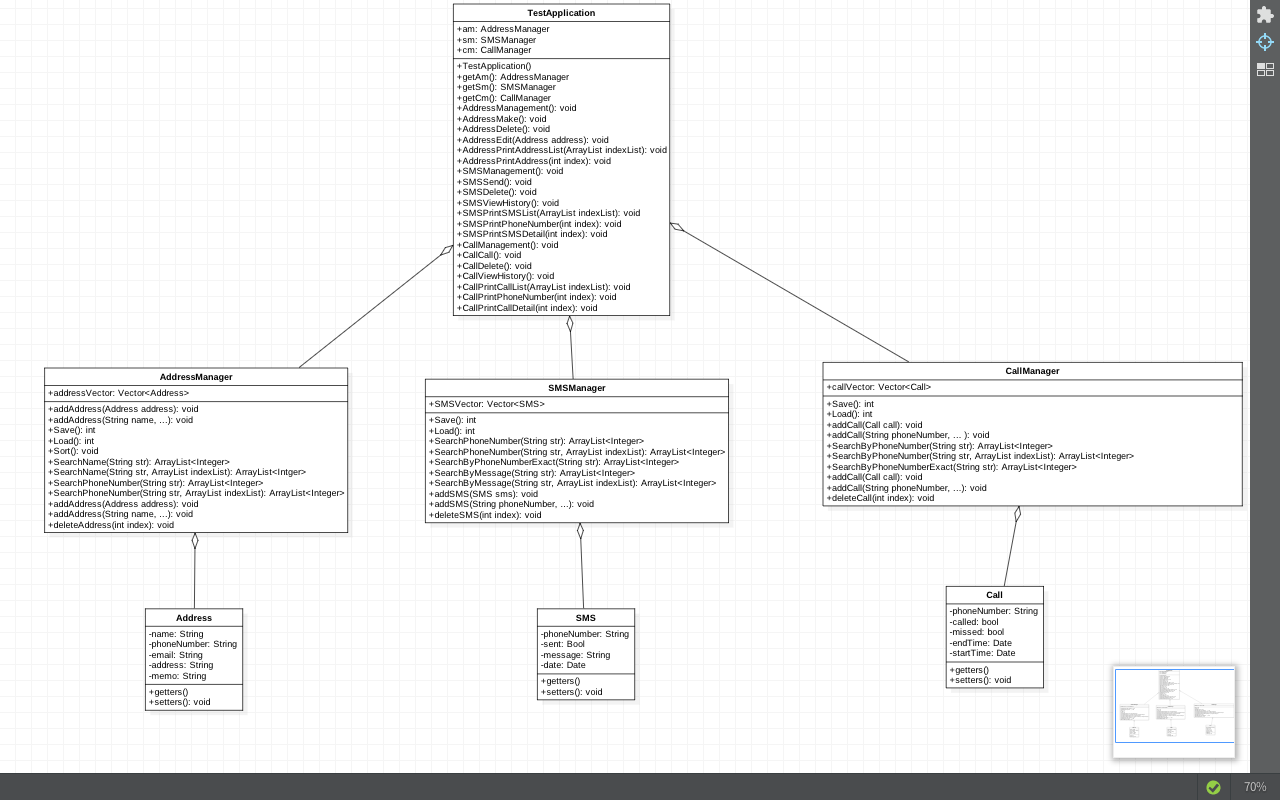 TestApplication
+am: AddressManager
+sm: SMSManager
+cm: CallManager
+TestApplication()
+getAm(): AddressManager
+getSm(): SMSManager
+getCm(): CallManager
+AddressManagement(): void
+AddressMake(): void
+AddressDelete(): void
+AddressEdit(Address address): void
+AddressPrintAddressList(ArrayList indexList): void
+AddressPrintAddress(int index): void
+SMSManagement(): void
+SMSSend(): void
+SMSDelete(): void
+SMSViewHistory(): void
+SMSPrintSMSList(ArrayList indexList): void
+SMSPrintPhoneNumber(int index): void
+SMSPrintSMSDetail(int index): void
+CallManagement(): void
+CallCall(): void
+CallDelete(): void
+CallViewHistory(): void
+CallPrintCallList(ArrayList indexList): void
+CallPrintPhoneNumber(int index): void
+CallPrintCallDetail(int index): void
AddressManager
+addressVector: Vector<Address>
+addAddress(Address address): void
+addAddress(String name, ...): void
+Save(): int
+Load(): int
+Sort(): void
+SearchName(String str): ArrayList<Integer>
+SearchName(String str, ArrayList indexList): ArrayList<Integer>
+SearchPhoneNumber(String str): ArrayList<Integer>
+SearchPhoneNumber(String str, ArrayList indexList): ArrayList<Integer>
+addAddress(Address address): void
+addAddress(String name, ...): void
+deleteAddress(int index): void
SMSManager
+SMSVector: Vector<SMS>
+Save(): int
+Load(): int
+SearchPhoneNumber(String str): ArrayList<Integer>
+SearchPhoneNumber(String str, ArrayList indexList): ArrayList<Integer>
+SearchByPhoneNumberExact(String str): ArrayList<Integer>
+SearchByMessage(String str): ArrayList<Integer>
+SearchByMessage(String str, ArrayList indexList): ArrayList<Integer>
+addSMS(SMS sms): void
+addSMS(String phoneNumber, ...): void
+deleteSMS(int index): void
CallManager
+callVector: Vector<Call>
+Save(): int
+Load(): int
+addCall(Call call): void
+addCall(String phoneNumber, ... ): void
+SearchByPhoneNumber(String str): ArrayList<Integer>
+SearchByPhoneNumber(String str, ArrayList indexList): ArrayList<Integer>
+SearchByPhoneNumberExact(String str): ArrayList<Integer>
+addCall(Call call): void
+addCall(String phoneNumber, ...): void
+deleteCall(int index): void
Address
-name: String
-phoneNumber: String
-email: String
-address: String
-memo: String
+getters()
+setters(): void
SMS
-phoneNumber: String
-sent: Bool
-message: String
-date: Date
+getters()
+setters(): void
Call
-phoneNumber: String
-called: bool
-missed: bool
-endTime: Date
-startTime: Date
+getters()
+setters(): void
70%